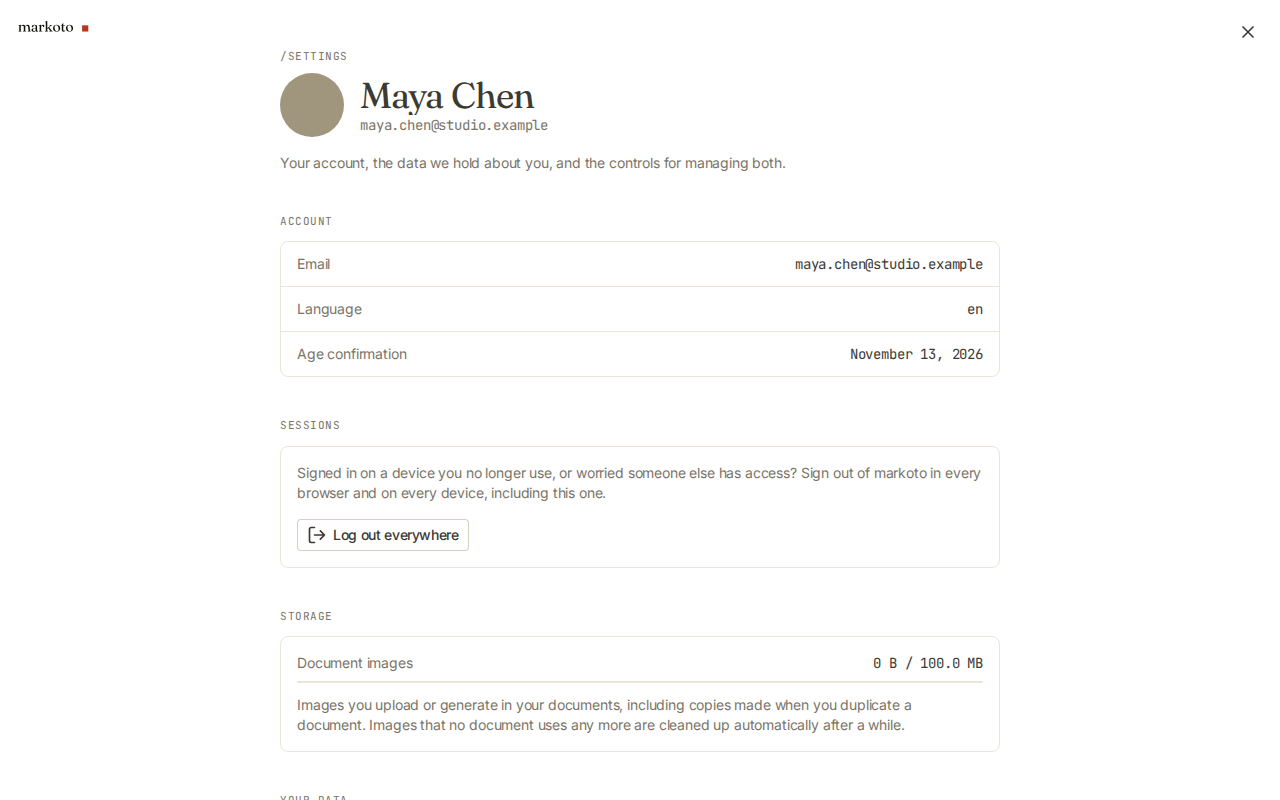 markoto
/SETTINGS
Maya Chen
maya.chen@studio.example
Your account, the data we hold about you, and the controls for managing both.
ACCOUNT
Email maya.chen@studio.example
Language en
Age confirmation November 13, 2026
SESSIONS
Signed in on a device you no longer use, or worried someone else has access? Sign out of markoto in every
browser and on every device, including this one.
Log out everywhere
STORAGE
Document images 0 B / 100.0 MB
Images you upload or generate in your documents, including copies made when you duplicate a
document. Images that no document uses any more are cleaned up automatically after a while.
YOUR DATA